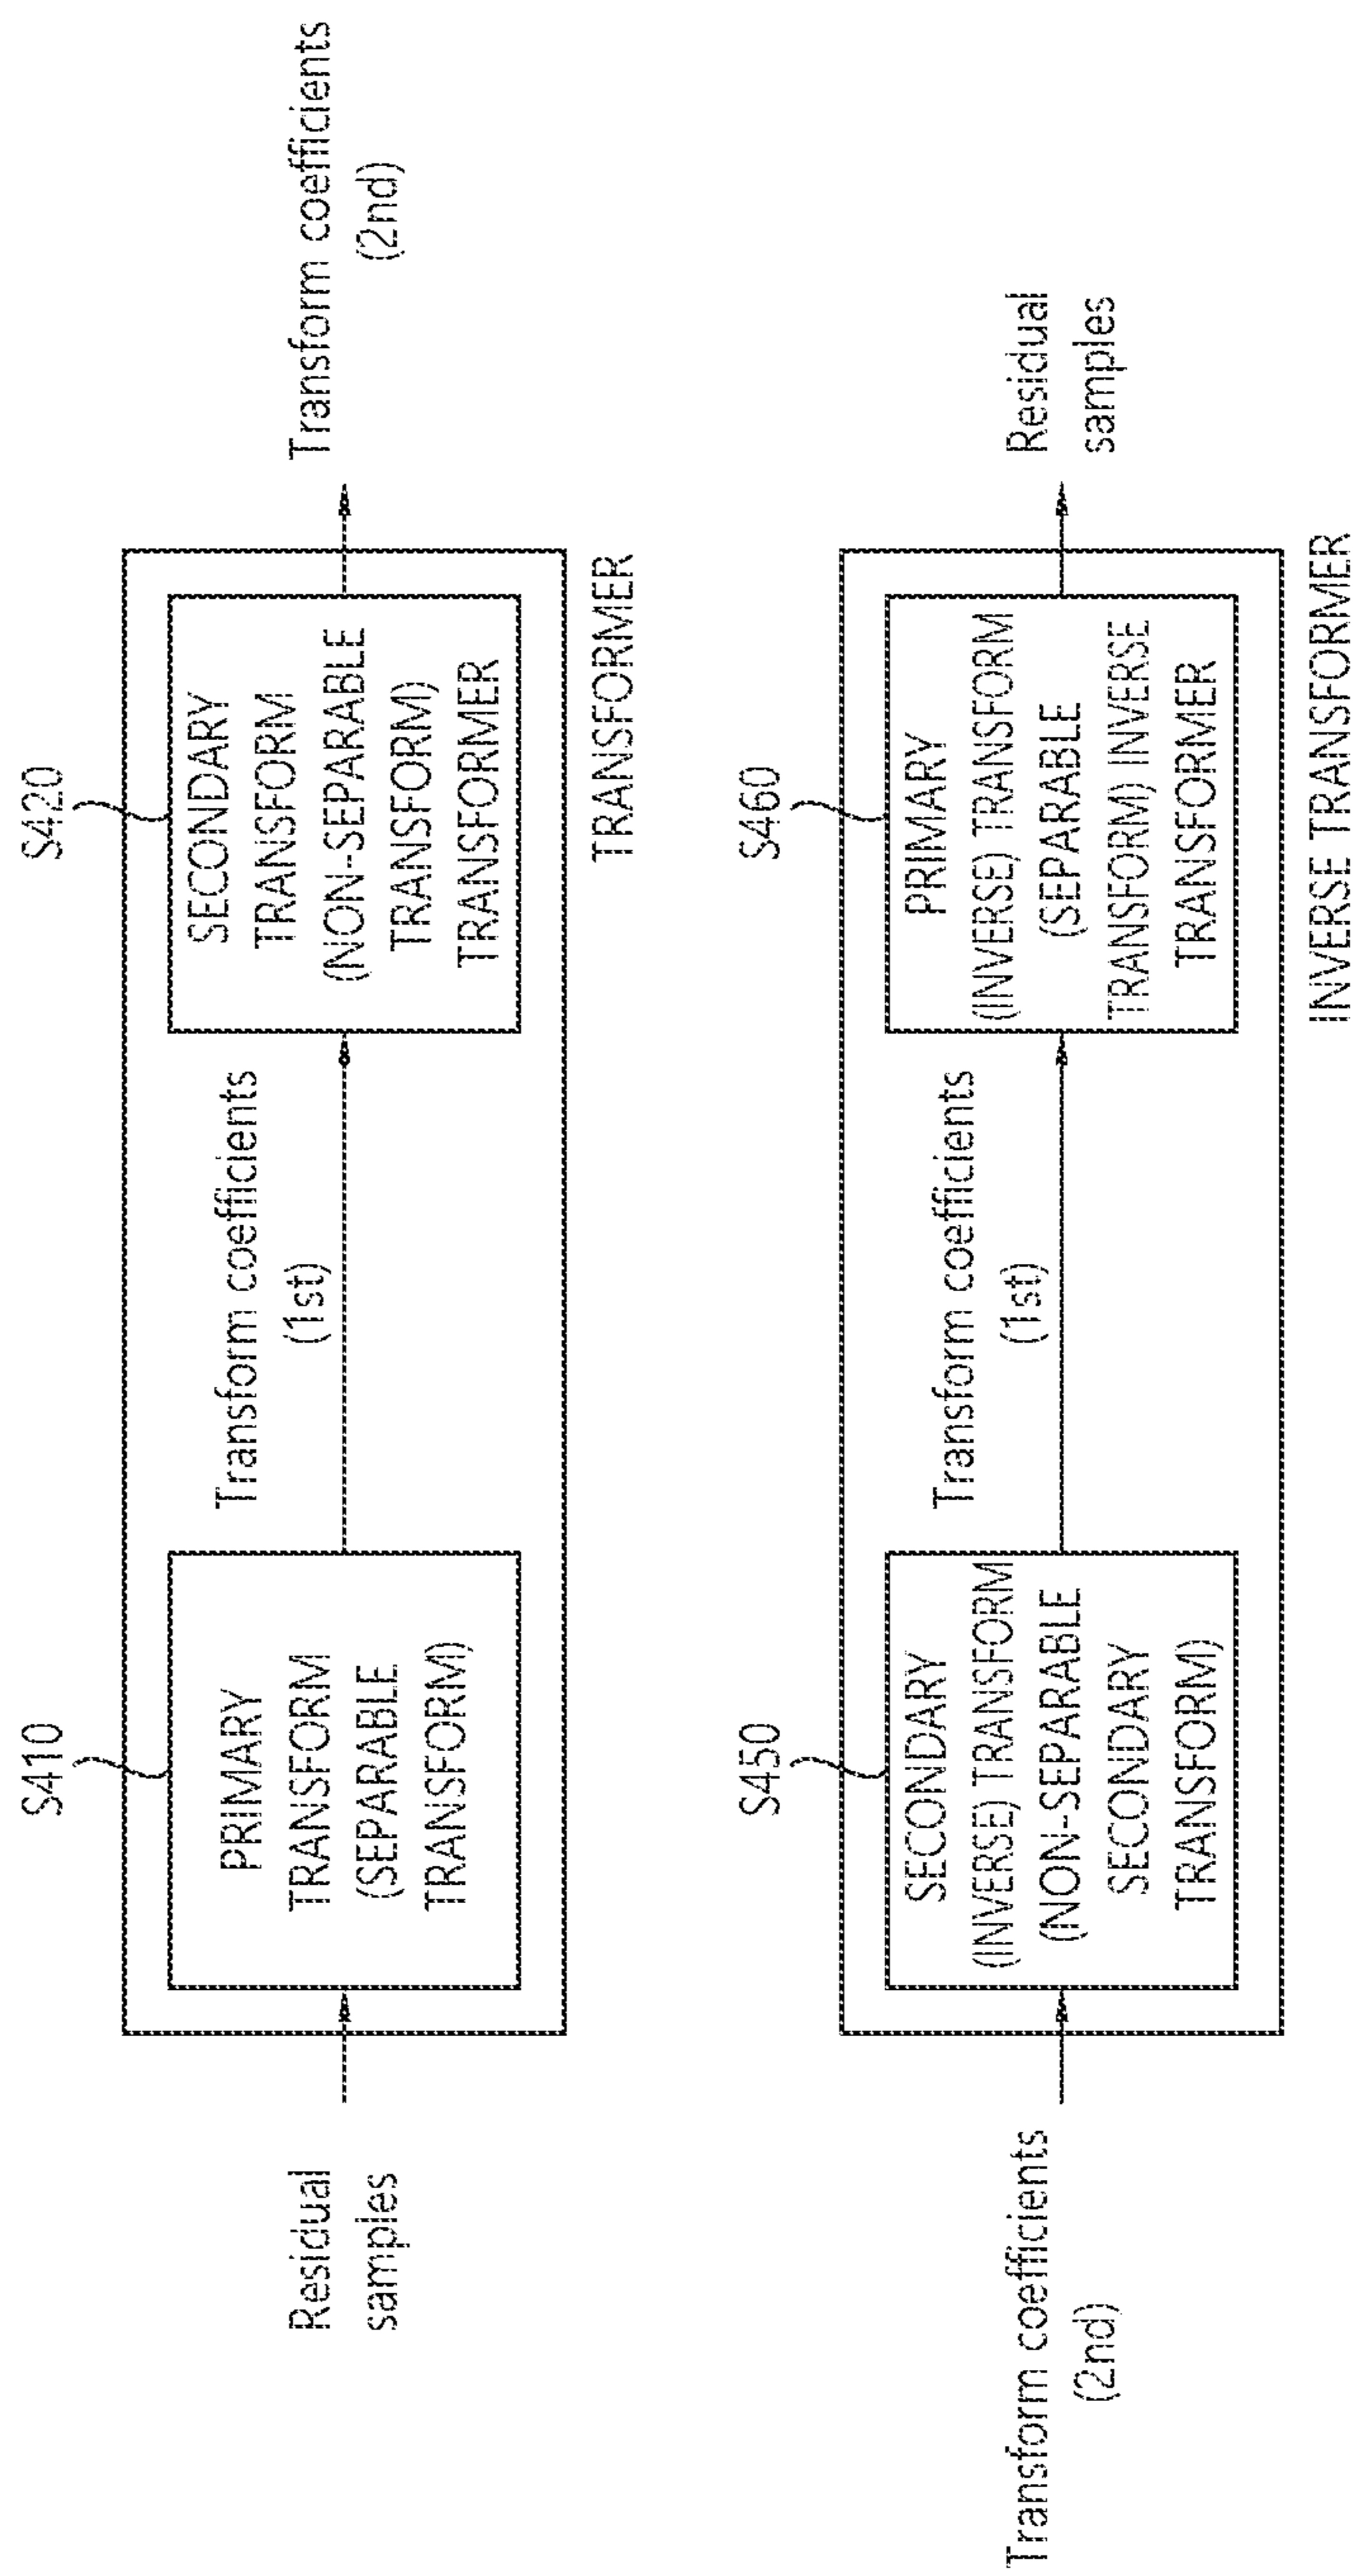 Residual
samples
S410
PRIMARY
TRANSFORM
(SEPARABLE
TRANSFORM)
Transform coefficients
(1st)
S420
SECONDARY
TRANSFORM
(NON-SEPARABLE
TRANSFORM)
TRANSFORMER
TRANSFORMER
Transform coefficients
(2nd)
Transform coefficients
(2nd)
S450
SECONDARY
(INVERSE) TRANSFORM
(NON-SEPARABLE
SECONDARY
TRANSFORM)
Transform coefficients
(1st)
S460
PRIMARY
(INVERSE) TRANSFORM
(SEPARABLE
TRANSFORM) INVERSE
TRANSFORMER
INVERSE TRANSFORMER
Residual
samples